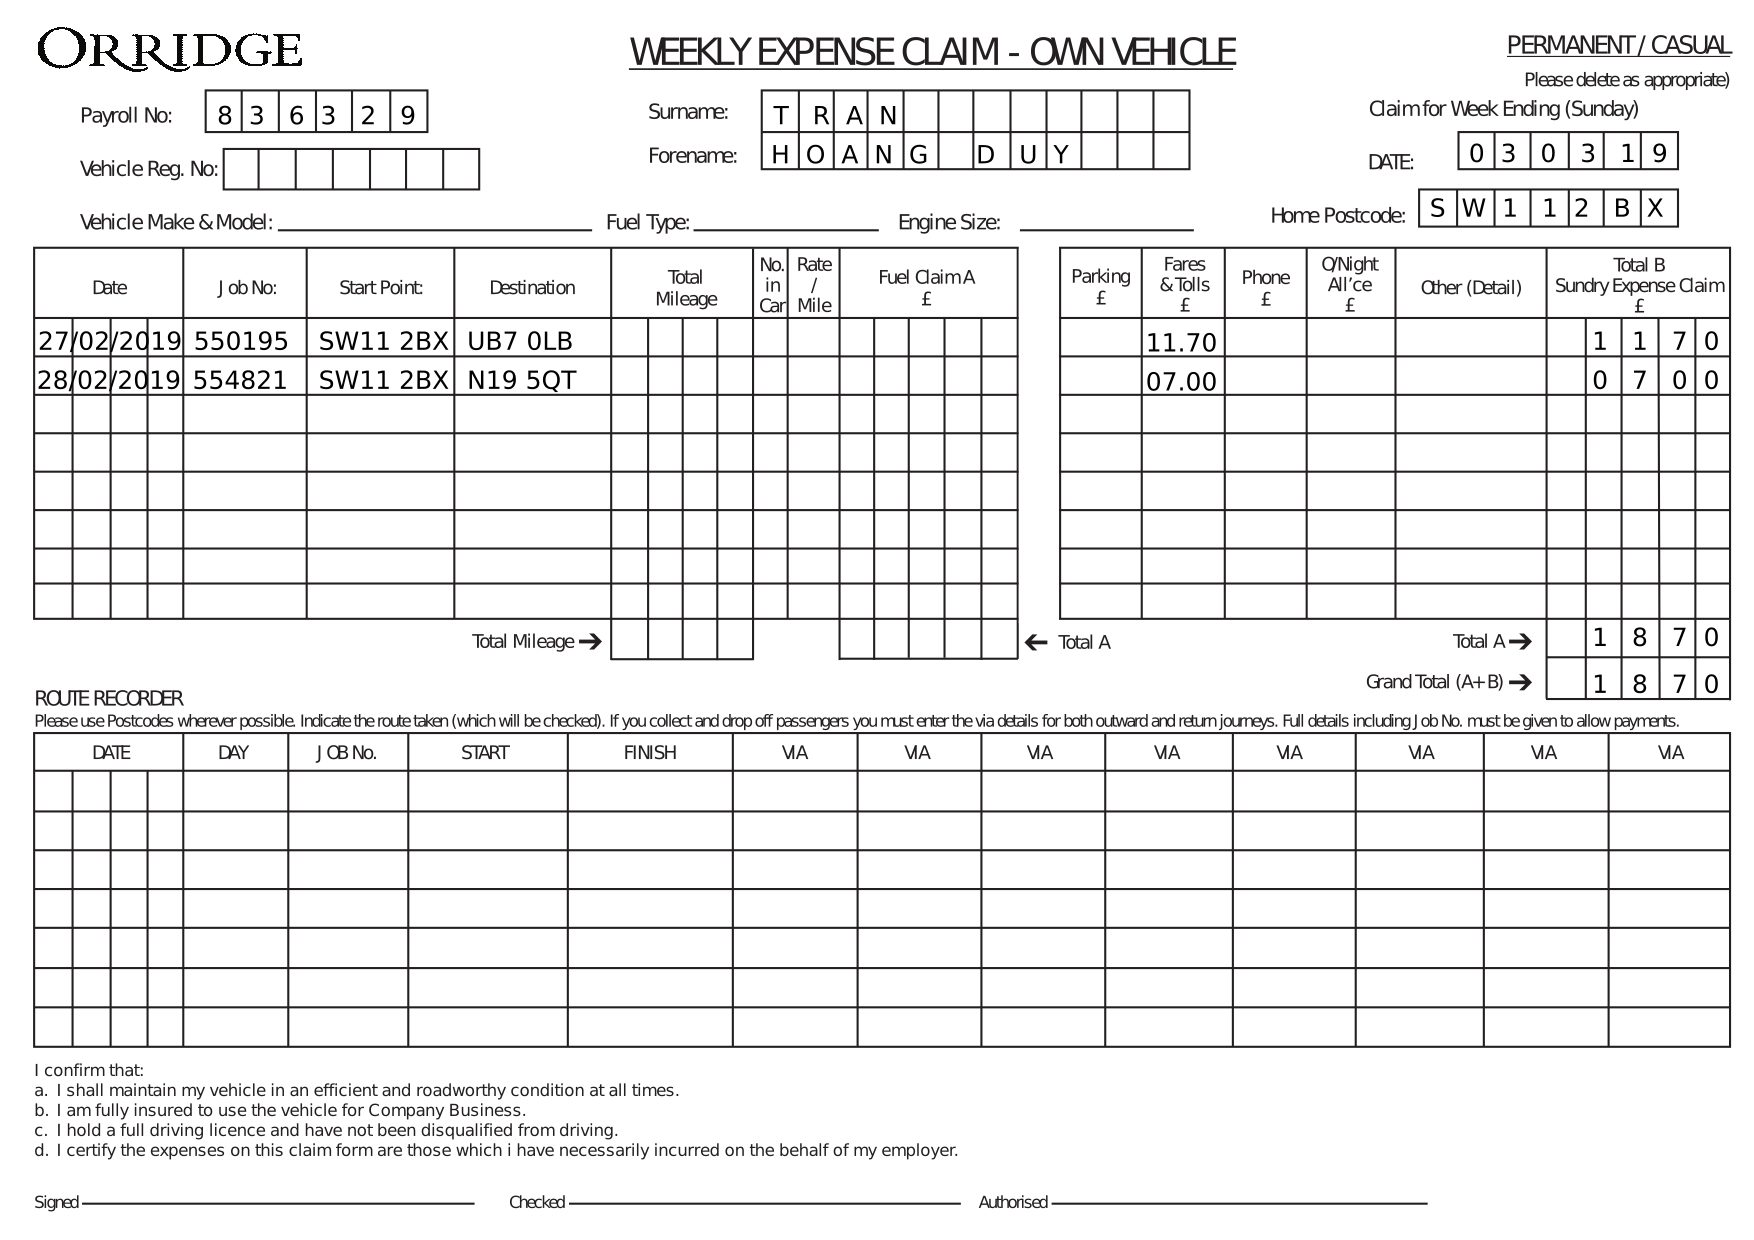 ORRIDGE
WEEKLY EXPENSE CLAIM - OWN VEHICLE
PERMANENT / CASUAL
Please delete as appropriate)
Payroll No: 8 3 6 3 2 9
Surname: T R A N
Claim for Week Ending (Sunday)
Vehicle Reg. No:
Forename: H O A N G D U Y
DATE: 0 3 0 3 1 9
Home Postcode: S W 1 1 2 B X
Vehicle Make & Model: Fuel Type: Engine Size:
Date Job No: Start Point: Destination Total Mileage No. in Car Rate / Mile Fuel Claim A £ Parking £ Fares & Tolls £ Phone £ O/Night All'ce £ Other (Detail) Total B Sundry Expense Claim £
27/02/2019 550195 SW11 2BX UB7 0LB 11.70 1 1 7 0
28/02/2019 554821 SW11 2BX N19 5QT 07.00 0 7 0 0
Total Mileage ➔ ← Total A Total A ➔ 1 8 7 0
Grand Total (A+B) ➔ 1 8 7 0
ROUTE RECORDER
Please use Postcodes wherever possible. Indicate the route taken (which will be checked). If you collect and drop off passengers you must enter the via details for both outward and return journeys. Full details including Job No. must be given to allow payments.
DATE DAY JOB No. START FINISH VIA VIA VIA VIA VIA VIA VIA VIA
I confirm that:
a. I shall maintain my vehicle in an efficient and roadworthy condition at all times.
b. I am fully insured to use the vehicle for Company Business.
c. I hold a full driving licence and have not been disqualified from driving.
d. I certify the expenses on this claim form are those which i have necessarily incurred on the behalf of my employer.
Signed Checked Authorised